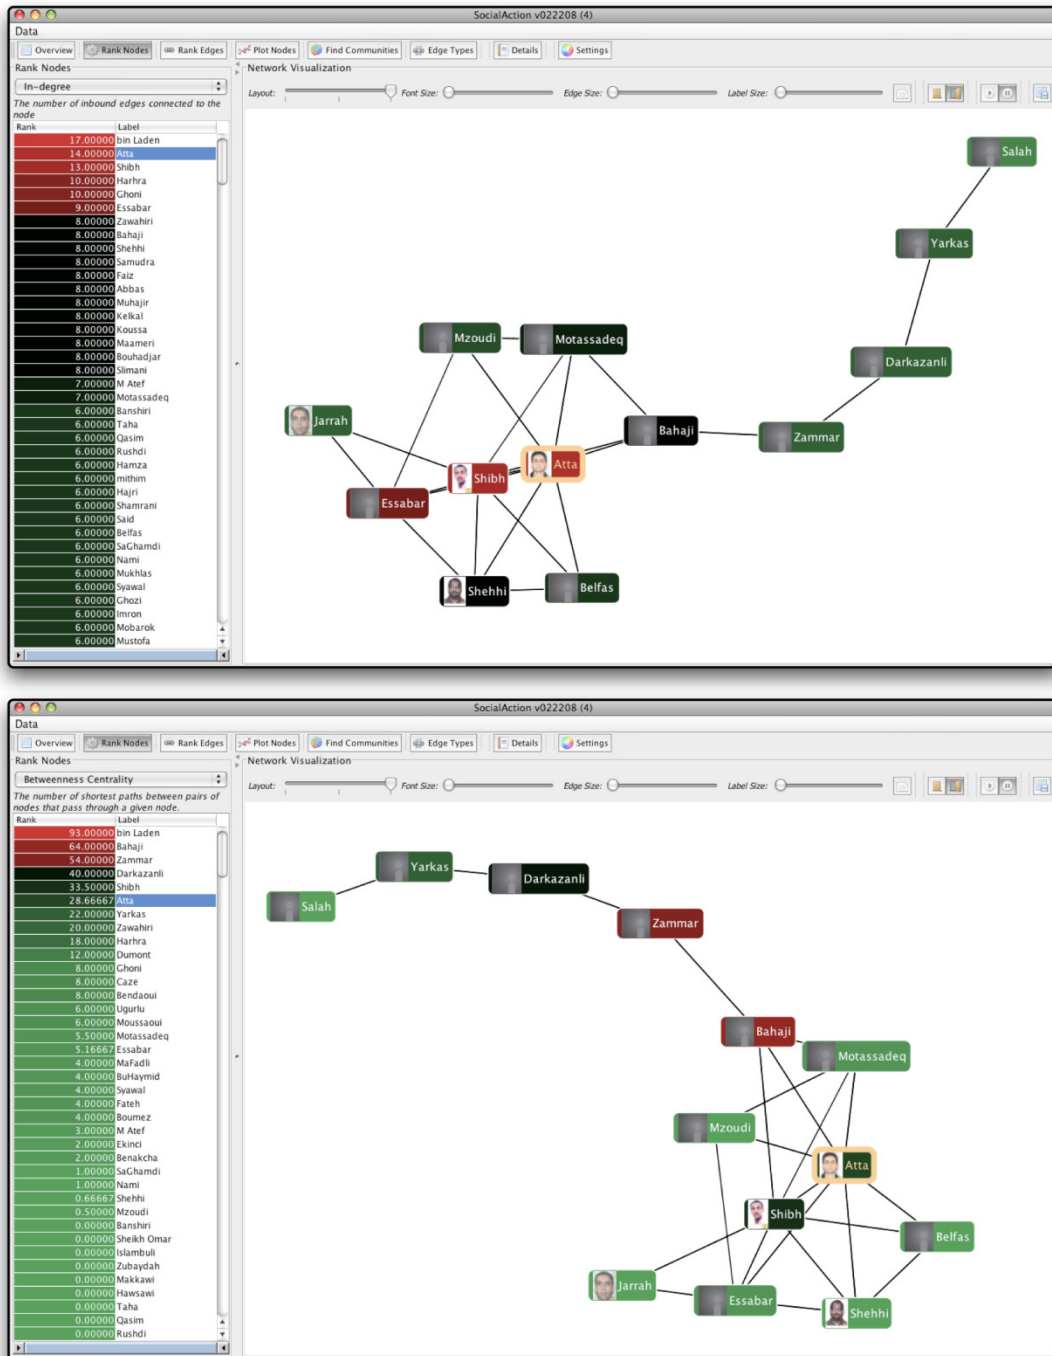 SocialAction v022208 (4)
Data
Overview Rank Nodes Rank Edges Plot Nodes Find Communities Edge Types Details Settings
Rank Nodes
In-degree
The number of inbound edges connected to the
node
Rank Label
17.00000 bin Laden
14.00000 Atta
13.00000 Shibh
10.00000 Harhra
10.00000 Ghoni
9.00000 Essabar
8.00000 Zawahiri
8.00000 Bahaji
8.00000 Shehhi
8.00000 Samudra
8.00000 Faiz
8.00000 Abbas
8.00000 Muhajir
8.00000 Kelkal
8.00000 Koussa
8.00000 Maameri
8.00000 Bouhadjar
8.00000 Slimani
7.00000 M Atef
7.00000 Motassadeq
6.00000 Banshiri
6.00000 Taha
6.00000 Qasim
6.00000 Rushdi
6.00000 Hamza
6.00000 mithim
6.00000 Hajri
6.00000 Shamrani
6.00000 Said
6.00000 Belfas
6.00000 SaGhamdi
6.00000 Nami
6.00000 Mukhlas
6.00000 Syawal
6.00000 Ghozi
6.00000 Imron
6.00000 Mobarok
6.00000 Mustofa
Network Visualization
Layout: Font Size: Edge Size: Label Size:
Salah
Yarkas
Mzoudi
Motassadeq
Darkazanli
Jarrah
Bahaji
Zammar
Atta
Shibh
Essabar
Shehhi
Belfas
SocialAction v022208 (4)
Data
Overview Rank Nodes Rank Edges Plot Nodes Find Communities Edge Types Details Settings
Rank Nodes
Betweenness Centrality
The number of shortest paths between pairs of
nodes that pass through a given node.
Rank Label
93.00000 bin Laden
64.00000 Bahaji
54.00000 Zammar
40.00000 Darkazanli
33.50000 Shibh
28.66667 Atta
22.00000 Yarkas
20.00000 Zawahiri
18.00000 Harhra
12.00000 Dumont
8.00000 Ghoni
8.00000 Caze
8.00000 Bendaoui
6.00000 Ugurlu
6.00000 Moussaoui
5.50000 Motassadeq
5.16667 Essabar
4.00000 MaFadli
4.00000 BuHaymid
4.00000 Syawal
4.00000 Fateh
4.00000 Boumez
3.00000 M Atef
2.00000 Ekinci
2.00000 Benakcha
1.00000 SaGhamdi
1.00000 Nami
0.66667 Shehhi
0.50000 Mzoudi
0.00000 Banshiri
0.00000 Sheikh Omar
0.00000 Islambuli
0.00000 Zubaydah
0.00000 Makkawi
0.00000 Hawsawi
0.00000 Taha
0.00000 Qasim
0.00000 Rushdi
Network Visualization
Layout: Font Size: Edge Size: Label Size:
Yarkas
Darkazanli
Salah
Zammar
Bahaji
Motassadeq
Mzoudi
Atta
Shibh
Belfas
Jarrah
Essabar
Shehhi